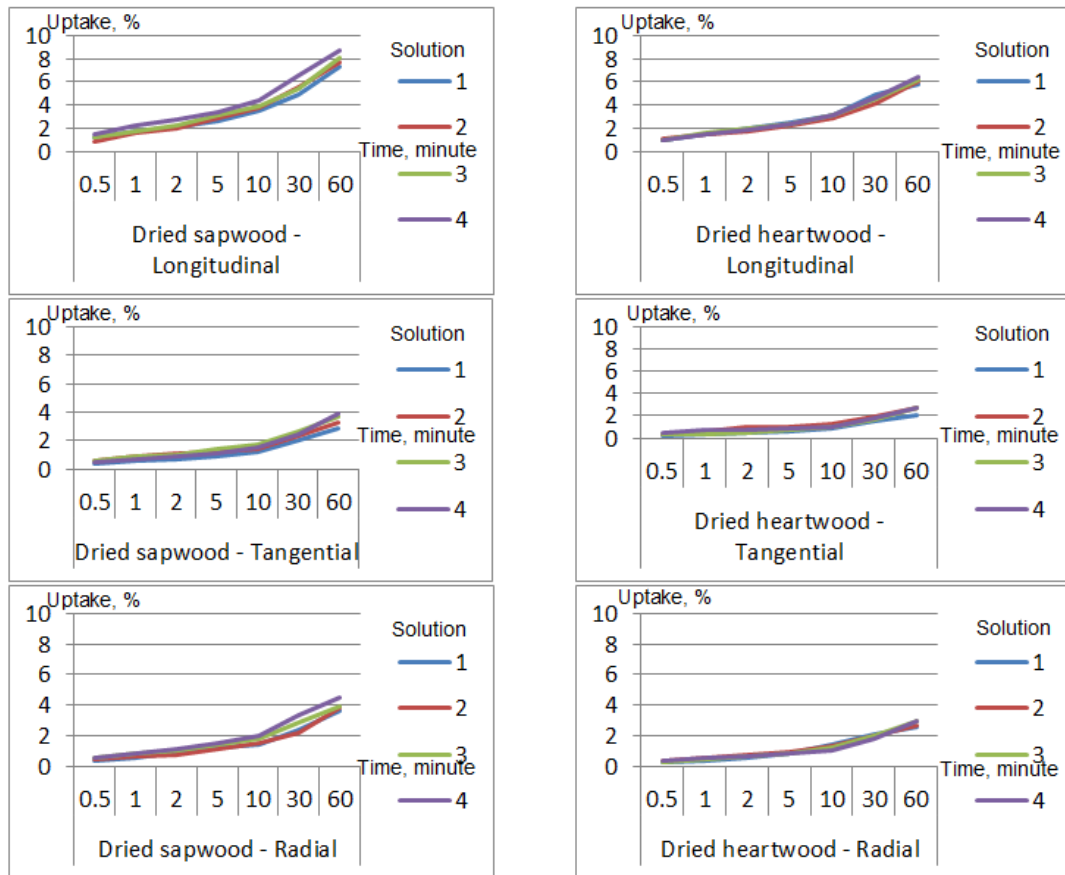 Uptake, %
10
8
6
4
2
0
0.5 1 2 5 10 30 60
Dried sapwood -
Longitudinal
Solution
1
2
Time, minute
3
4
Uptake, %
10
8
6
4
2
0
0.5 1 2 5 10 30 60
Dried heartwood -
Longitudinal
Solution
1
2
Time, minute
3
4
Uptake, %
10
8
6
4
2
0
0.5 1 2 5 10 30 60
Dried sapwood - Tangential
Solution
1
2
Time, minute
3
4
Uptake, %
10
8
6
4
2
0
0.5 1 2 5 10 30 60
Dried heartwood -
Tangential
Solution
1
2
Time, minute
3
4
Uptake, %
10
8
6
4
2
0
0.5 1 2 5 10 30 60
Dried sapwood - Radial
Solution
1
2
3
Time, minute
4
Uptake, %
10
8
6
4
2
0
0.5 1 2 5 10 30 60
Dried heartwood - Radial
Solution
1
2
3
Time, minute
4